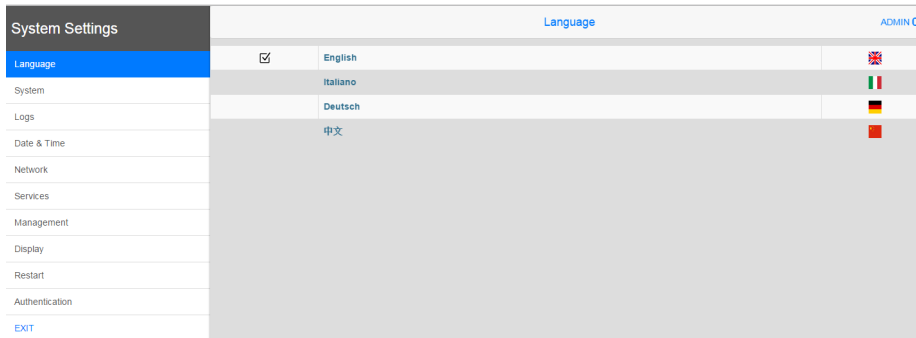 System Settings
Language
System
Logs
Date & Time
Network
Services
Management
Display
Restart
Authentication
EXIT
Language
ADMIN
English
Italiano
Deutsch
中文